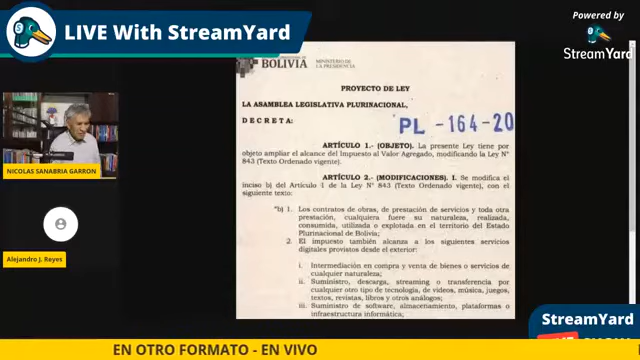 LIVE With StreamYard
Powered by
StreamYard
BOLIVIA
MINISTERIO DE
LA PRESIDENCIA
PROYECTO DE LEY
LA ASAMBLEA LEGISLATIVA PLURINACIONAL,
D E C R E T A :
PL -164-20
ARTÍCULO 1.- (OBJETO). La presente Ley tiene por
objeto ampliar el alcance del Impuesto al Valor Agregado, modificando la Ley N°
843 (Texto Ordenado vigente).
ARTÍCULO 2.- (MODIFICACIONES). I. Se modifica el
inciso b) del Artículo 1 de la Ley N° 843 (Texto Ordenado vigente), con el
siguiente texto:
"b) 1. Los contratos de obras, de prestación de servicios y toda otra
prestación, cualquiera fuere su naturaleza, realizada,
consumida, utilizada o explotada en el territorio del Estado
Plurinacional de Bolivia;
2. El impuesto también alcanza a los siguientes servicios
digitales provistos desde el exterior:
i. Intermediación en compra y venta de bienes o servicios de
cualquier naturaleza;
ii. Suministro, descarga, streaming o transferencia por
cualquier otro tipo de tecnología, de videos, música, juegos,
textos, revistas, libros y otros análogos;
iii. Suministro de software, almacenamiento, plataformas o
infraestructura informática;
NICOLAS SANABRIA GARRON
Alejandro J. Reyes
StreamYard
EN OTRO FORMATO - EN VIVO